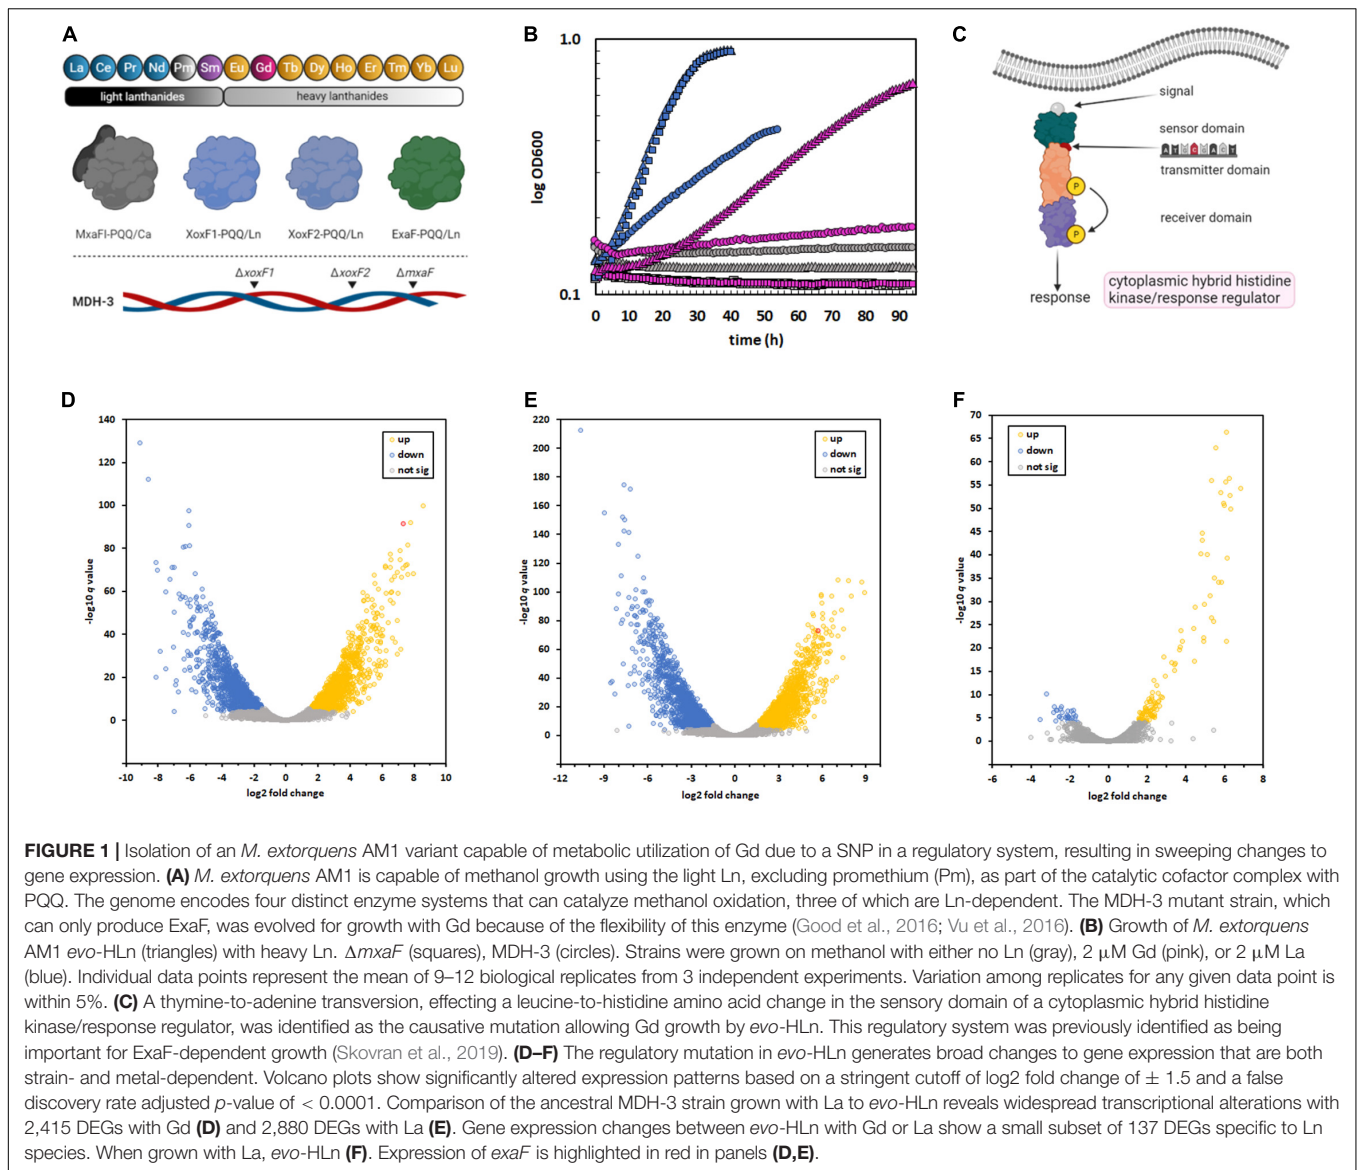 A
La Ce Pr Nd Pm Sm Eu Gd Tb Dy Ho Er Tm Yb Lu
light lanthanides heavy lanthanides
MxaFI-PQQ/Ca XoxF1-PQQ/Ln XoxF2-PQQ/Ln ExaF-PQQ/Ln
ΔxoxF1 ΔxoxF2 ΔmxaF
MDH-3
B
1.0
log OD600
0.1
0 10 20 30 40 50 60 70 80 90
time (h)
C
signal
sensor domain
transmitter domain
P
receiver domain
P
response
cytoplasmic hybrid histidine
kinase/response regulator
D
140
120
100
80
60
40
20
0
-log10 q value
up
down
not sig
-10 -8 -6 -4 -2 0 2 4 6 8 10
log2 fold change
E
220
200
180
160
140
120
100
80
60
40
20
0
-log10 q value
up
down
not sig
-12 -9 -6 -3 0 3 6 9
log2 fold change
F
70
65
60
55
50
45
40
35
30
25
20
15
10
5
0
-log10 q value
up
down
not sig
-6 -4 -2 0 2 4 6 8
log2 fold change
FIGURE 1 | Isolation of an M. extorquens AM1 variant capable of metabolic utilization of Gd due to a SNP in a regulatory system, resulting in sweeping changes to
gene expression. (A) M. extorquens AM1 is capable of methanol growth using the light Ln, excluding promethium (Pm), as part of the catalytic cofactor complex with
PQQ. The genome encodes four distinct enzyme systems that can catalyze methanol oxidation, three of which are Ln-dependent. The MDH-3 mutant strain, which
can only produce ExaF, was evolved for growth with Gd because of the flexibility of this enzyme (Good et al., 2016; Vu et al., 2016). (B) Growth of M. extorquens
AM1 evo-HLn (triangles) with heavy Ln. ΔmxaF (squares), MDH-3 (circles). Strains were grown on methanol with either no Ln (gray), 2 μM Gd (pink), or 2 μM La
(blue). Individual data points represent the mean of 9–12 biological replicates from 3 independent experiments. Variation among replicates for any given data point is
within 5%. (C) A thymine-to-adenine transversion, effecting a leucine-to-histidine amino acid change in the sensory domain of a cytoplasmic hybrid histidine
kinase/response regulator, was identified as the causative mutation allowing Gd growth by evo-HLn. This regulatory system was previously identified as being
important for ExaF-dependent growth (Skovran et al., 2019). (D–F) The regulatory mutation in evo-HLn generates broad changes to gene expression that are both
strain- and metal-dependent. Volcano plots show significantly altered expression patterns based on a stringent cutoff of log2 fold change of ± 1.5 and a false
discovery rate adjusted p-value of < 0.0001. Comparison of the ancestral MDH-3 strain grown with La to evo-HLn reveals widespread transcriptional alterations with
2,415 DEGs with Gd (D) and 2,880 DEGs with La (E). Gene expression changes between evo-HLn with Gd or La show a small subset of 137 DEGs specific to Ln
species. When grown with La, evo-HLn (F). Expression of exaF is highlighted in red in panels (D,E).